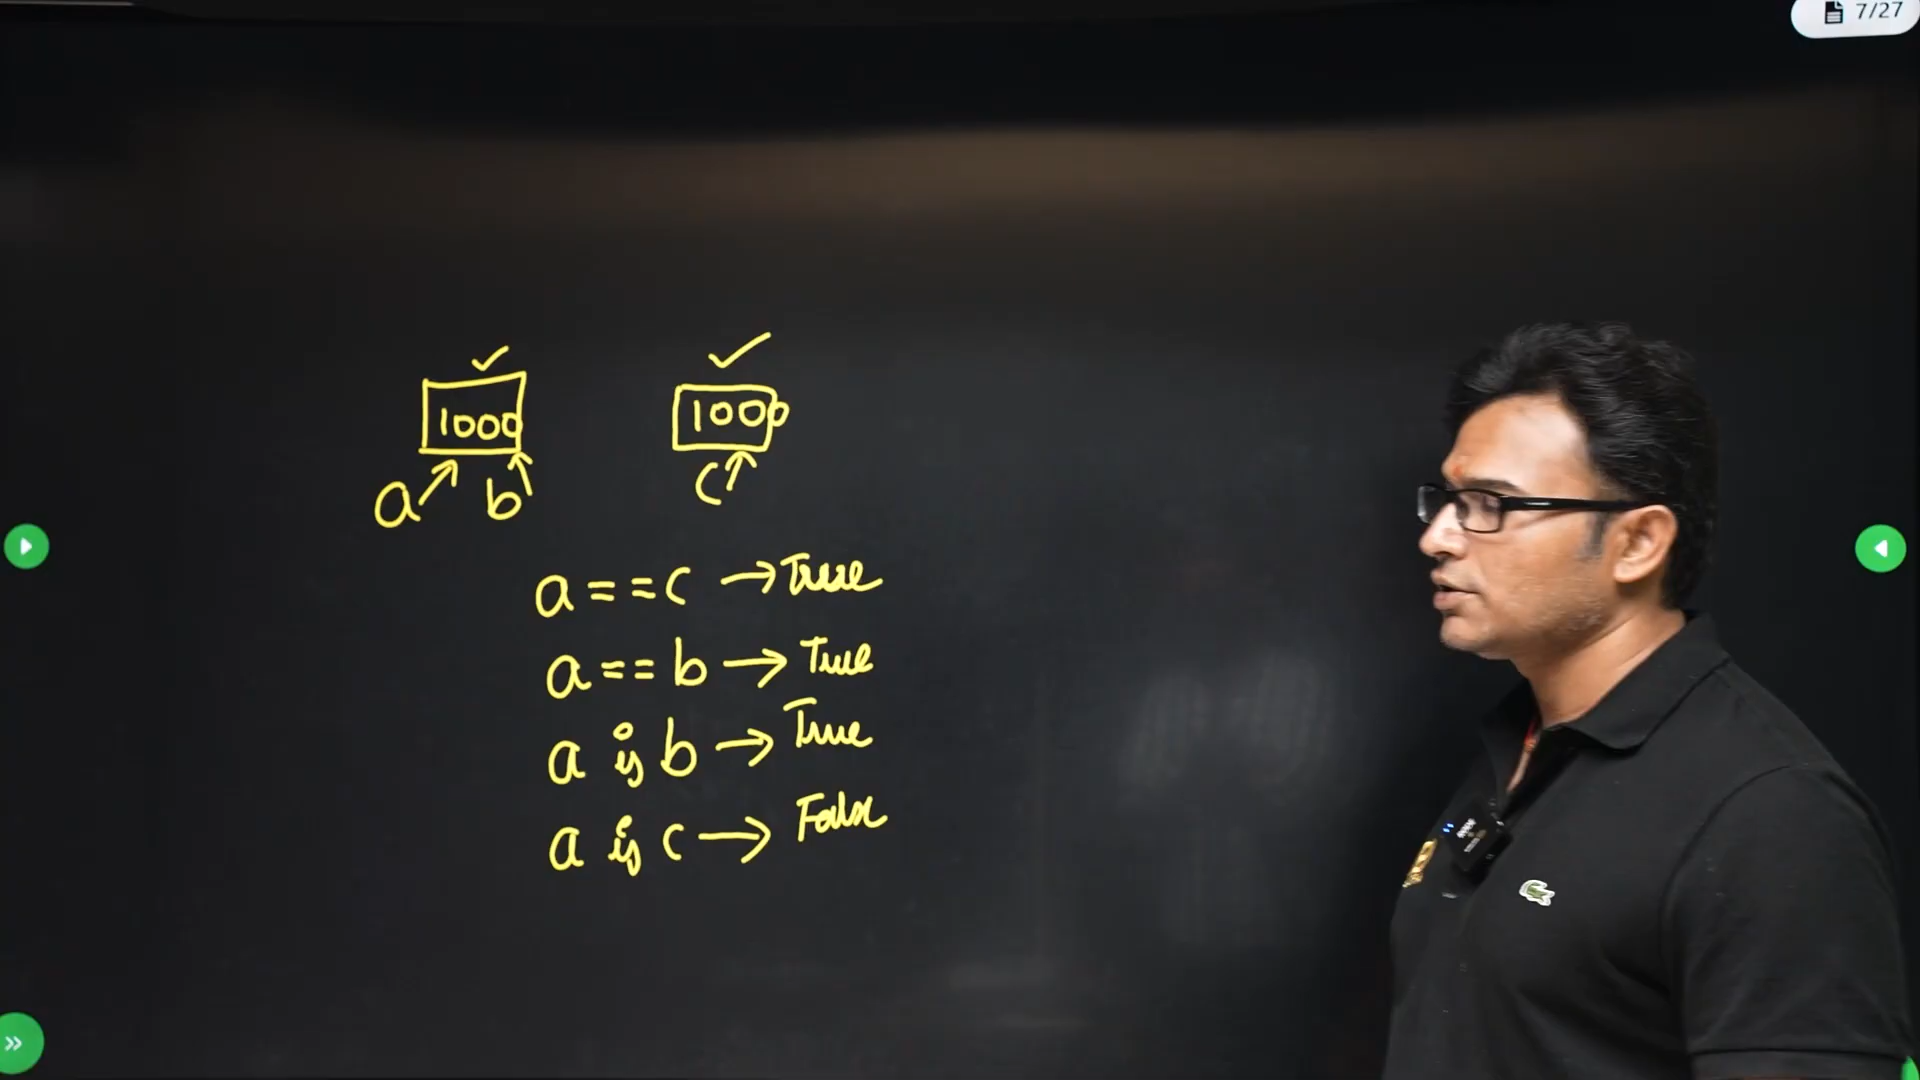 7/27
✓ ✓
1000 1000
a b c
a == c → True
a == b → True
a is b → True
a is c → False